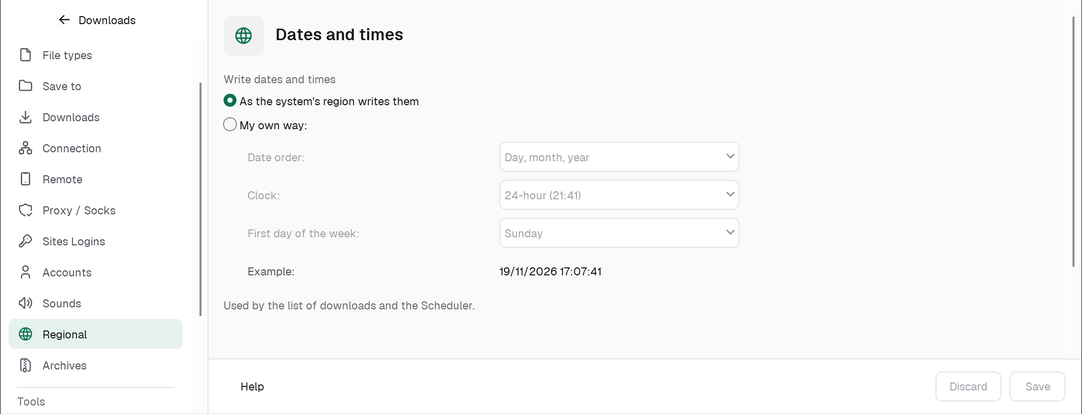 Downloads
File types
Save to
Downloads
Connection
Remote
Proxy / Socks
Sites Logins
Accounts
Sounds
Regional
Archives
Tools
Dates and times
Write dates and times
As the system's region writes them
My own way:
Date order: Day, month, year
Clock: 24-hour (21:41)
First day of the week: Sunday
Example: 19/11/2026 17:07:41
Used by the list of downloads and the Scheduler.
Help Discard Save